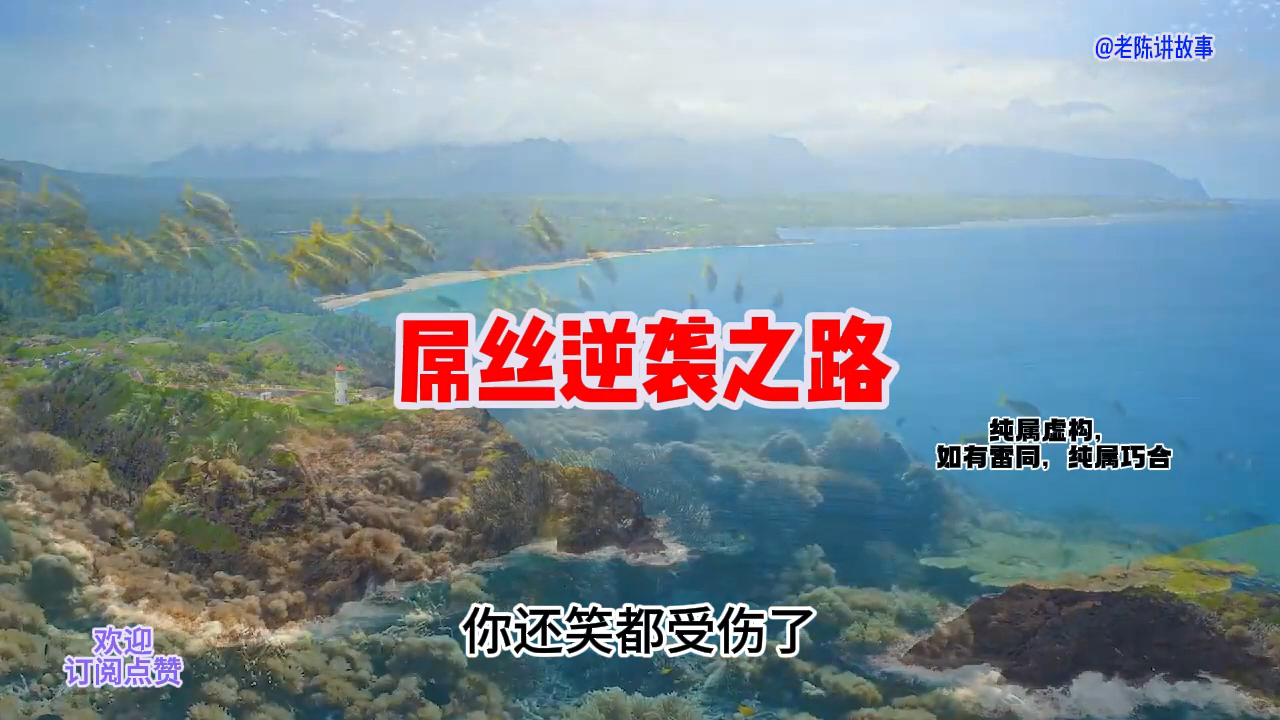 @老陈讲故事
屌丝逆袭之路
纯属虚构，
如有雷同，纯属巧合
你还笑都受伤了
欢迎
订阅点赞